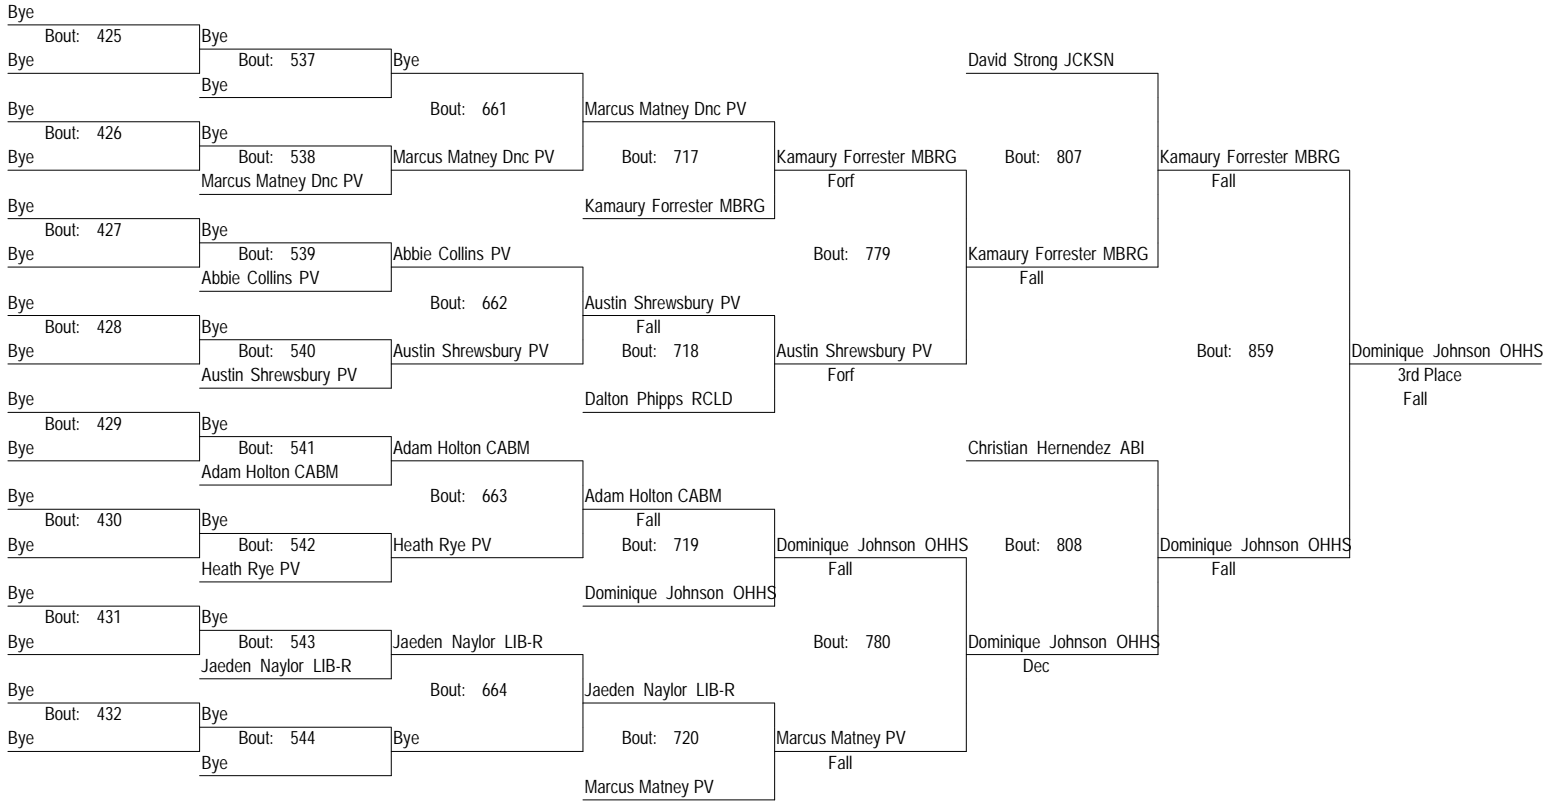 Bye
Bout: 425
Bye
Bye
Bout: 537
Bye
Bye
Bout: 426
Bye
Bye
Bout: 538
Marcus Matney Dnc PV
Bye
Bout: 427
Bye
Bye
Bout: 539
Abbie Collins PV
Bye
Bout: 428
Bye
Bye
Bout: 540
Austin Shrewsbury PV
Bye
Bout: 429
Bye
Bye
Bout: 541
Adam Holton CABM
Bye
Bout: 430
Bye
Bye
Bout: 542
Heath Rye PV
Bye
Bout: 431
Bye
Bye
Bout: 543
Jaeden Naylor LIB-R
Bye
Bout: 432
Bye
Bye
Bout: 544
Bye
Bye
Bout: 661
Marcus Matney Dnc PV
Abbie Collins PV
Bout: 662
Austin Shrewsbury PV
Adam Holton CABM
Bout: 663
Heath Rye PV
Jaeden Naylor LIB-R
Bout: 664
Bye
Marcus Matney Dnc PV
Bout: 717
Kamaury Forrester MBRG
Austin Shrewsbury PV
Fall
Bout: 718
Dalton Phipps RCLD
Adam Holton CABM
Fall
Bout: 719
Dominique Johnson OHHS
Jaeden Naylor LIB-R
Bout: 720
Marcus Matney PV
Kamaury Forrester MBRG
Forf
Bout: 779
Austin Shrewsbury PV
Forf
Dominique Johnson OHHS
Fall
Bout: 780
Marcus Matney PV
Fall
David Strong JCKSN
Bout: 807
Kamaury Forrester MBRG
Fall
Christian Hernendez ABI
Bout: 808
Dominique Johnson OHHS
Dec
Kamaury Forrester MBRG
Fall
Bout: 859
Dominique Johnson OHHS
Fall
Dominique Johnson OHHS
3rd Place
Fall